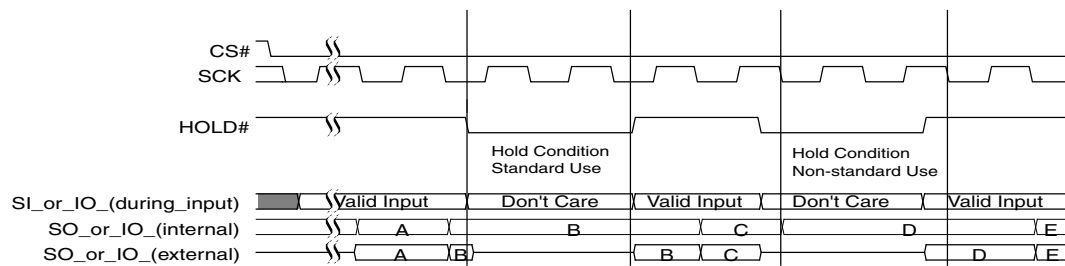 CS#
SCK
HOLD#
Hold Condition
Standard Use
Hold Condition
Non-standard Use
SI_or_IO_(during_input) Valid Input Don't Care Valid Input Don't Care Valid Input
SO_or_IO_(internal) A B C D E
SO_or_IO_(external) A B B C D E